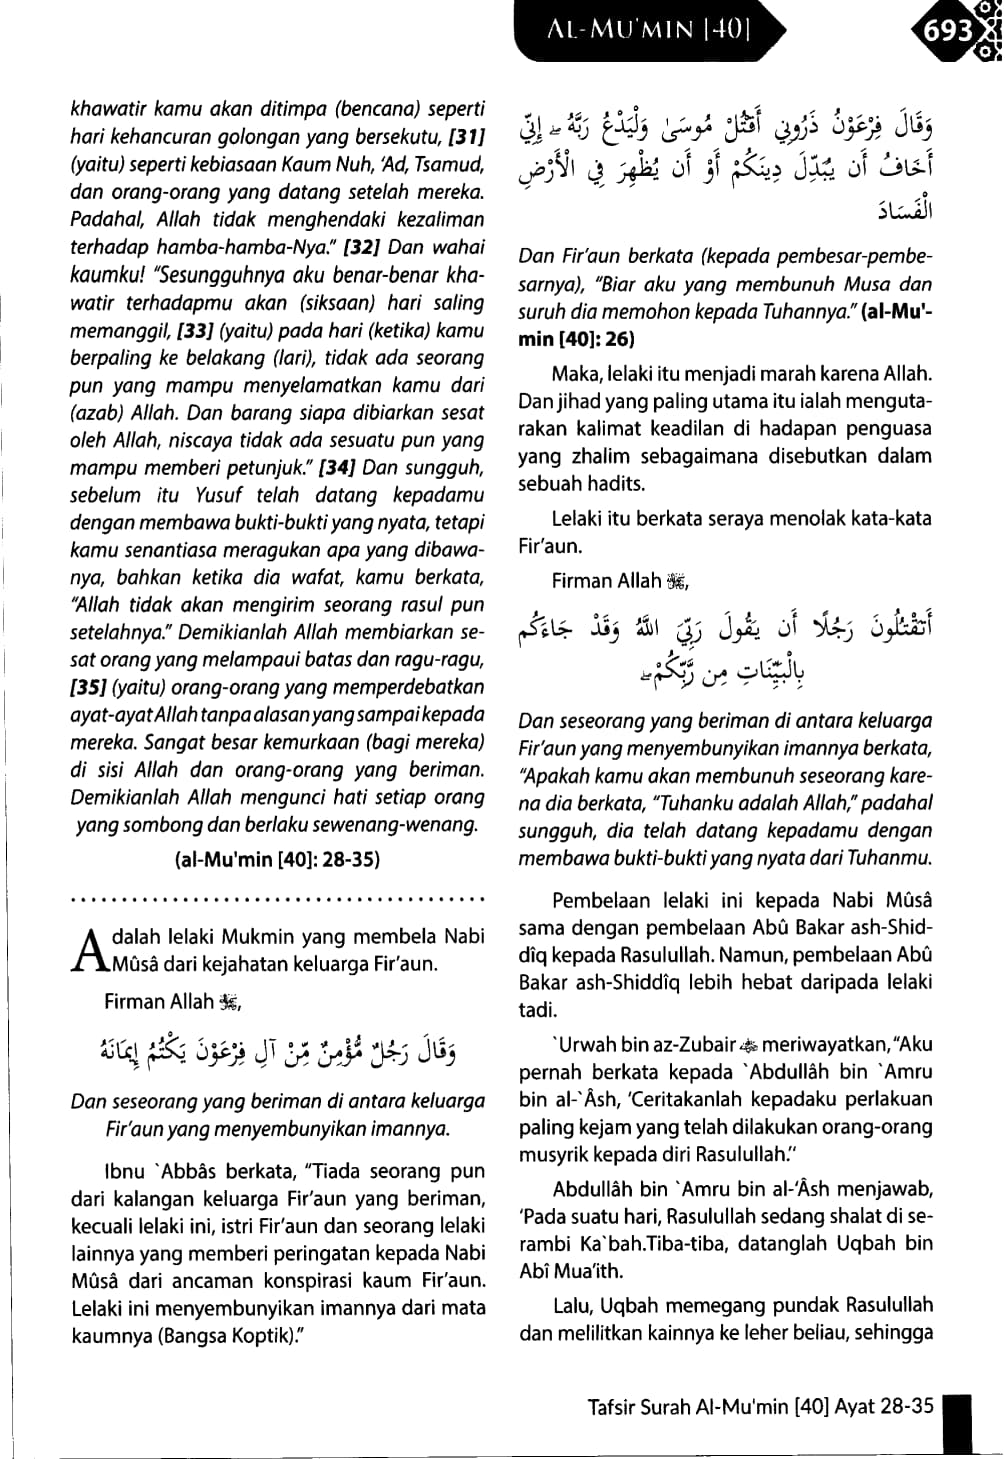 AL-MU'MIN [40]
693
khawatir kamu akan ditimpa (bencana) seperti
hari kehancuran golongan yang bersekutu, [31]
(yaitu) seperti kebiasaan Kaum Nuh, 'Ad, Tsamud,
dan orang-orang yang datang setelah mereka.
Padahal, Allah tidak menghendaki kezaliman
terhadap hamba-hamba-Nya." [32] Dan wahai
kaumku! "Sesungguhnya aku benar-benar kha-
watir terhadapmu akan (siksaan) hari saling
memanggil, [33] (yaitu) pada hari (ketika) kamu
berpaling ke belakang (lari), tidak ada seorang
pun yang mampu menyelamatkan kamu dari
(azab) Allah. Dan barang siapa dibiarkan sesat
oleh Allah, niscaya tidak ada sesuatu pun yang
mampu memberi petunjuk." [34] Dan sungguh,
sebelum itu Yusuf telah datang kepadamu
dengan membawa bukti-bukti yang nyata, tetapi
kamu senantiasa meragukan apa yang dibawa-
nya, bahkan ketika dia wafat, kamu berkata,
"Allah tidak akan mengirim seorang rasul pun
setelahnya." Demikianlah Allah membiarkan se-
sat orang yang melampaui batas dan ragu-ragu,
[35] (yaitu) orang-orang yang memperdebatkan
ayat-ayat Allah tanpa alasan yang sampai kepada
mereka. Sangat besar kemurkaan (bagi mereka)
di sisi Allah dan orang-orang yang beriman.
Demikianlah Allah mengunci hati setiap orang
yang sombong dan berlaku sewenang-wenang.
(al-Mu'min [40]: 28-35)
Adalah lelaki Mukmin yang membela Nabi
Mûsâ dari kejahatan keluarga Fir'aun.
Firman Allah ﷻ,
وَقَالَ رَجُلٌ مُّؤْمِنٌ مِّنْ آلِ فِرْعَوْنَ يَكْتُمُ إِيمَانَهُ
Dan seseorang yang beriman di antara keluarga
Fir'aun yang menyembunyikan imannya.
Ibnu `Abbâs berkata, "Tiada seorang pun
dari kalangan keluarga Fir'aun yang beriman,
kecuali lelaki ini, istri Fir'aun dan seorang lelaki
lainnya yang memberi peringatan kepada Nabi
Mûsâ dari ancaman konspirasi kaum Fir'aun.
Lelaki ini menyembunyikan imannya dari mata
kaumnya (Bangsa Koptik)."
وَقَالَ فِرْعَوْنُ ذَرُونِي أَقْتُلْ مُوسَىٰ وَلْيَدْعُ رَبَّهُ ۖ إِنِّي
أَخَافُ أَن يُبَدِّلَ دِينَكُمْ أَوْ أَن يُظْهِرَ فِي الْأَرْضِ
الْفَسَادَ
Dan Fir'aun berkata (kepada pembesar-pembe-
sarnya), "Biar aku yang membunuh Musa dan
suruh dia memohon kepada Tuhannya." (al-Mu'-
min [40]: 26)
Maka, lelaki itu menjadi marah karena Allah.
Dan jihad yang paling utama itu ialah menguta-
rakan kalimat keadilan di hadapan penguasa
yang zhalim sebagaimana disebutkan dalam
sebuah hadits.
Lelaki itu berkata seraya menolak kata-kata
Fir'aun.
Firman Allah ﷻ,
أَتَقْتُلُونَ رَجُلًا أَن يَقُولَ رَبِّيَ اللَّهُ وَقَدْ جَاءَكُم
بِالْبَيِّنَاتِ مِن رَّبِّكُمْ ۖ
Dan seseorang yang beriman di antara keluarga
Fir'aun yang menyembunyikan imannya berkata,
"Apakah kamu akan membunuh seseorang kare-
na dia berkata, "Tuhanku adalah Allah," padahal
sungguh, dia telah datang kepadamu dengan
membawa bukti-bukti yang nyata dari Tuhanmu.
Pembelaan lelaki ini kepada Nabi Mûsâ
sama dengan pembelaan Abû Bakar ash-Shid-
dîq kepada Rasulullah. Namun, pembelaan Abû
Bakar ash-Shiddîq lebih hebat daripada lelaki
tadi.
`Urwah bin az-Zubair meriwayatkan, "Aku
pernah berkata kepada `Abdullâh bin `Amru
bin al-`Âsh, 'Ceritakanlah kepadaku perlakuan
paling kejam yang telah dilakukan orang-orang
musyrik kepada diri Rasulullah."
Abdullâh bin `Amru bin al-'Âsh menjawab,
'Pada suatu hari, Rasulullah sedang shalat di se-
rambi Ka`bah.Tiba-tiba, datanglah Uqbah bin
Abî Mua'ith.
Lalu, Uqbah memegang pundak Rasulullah
dan melilitkan kainnya ke leher beliau, sehingga
Tafsir Surah Al-Mu'min [40] Ayat 28-35